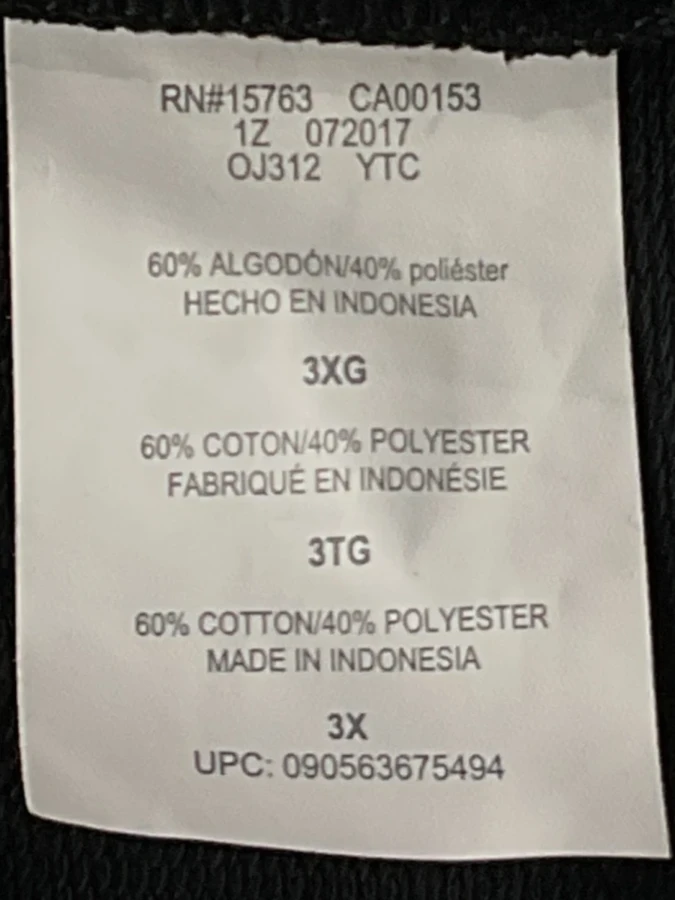 RN#15763 CA00153
1Z 072017
OJ312 YTC
60% ALGODÓN/40% poliéster
HECHO EN INDONESIA
3XG
60% COTON/40% POLYESTER
FABRIQUÉ EN INDONÉSIE
3TG
60% COTTON/40% POLYESTER
MADE IN INDONESIA
3X
UPC: 090563675494